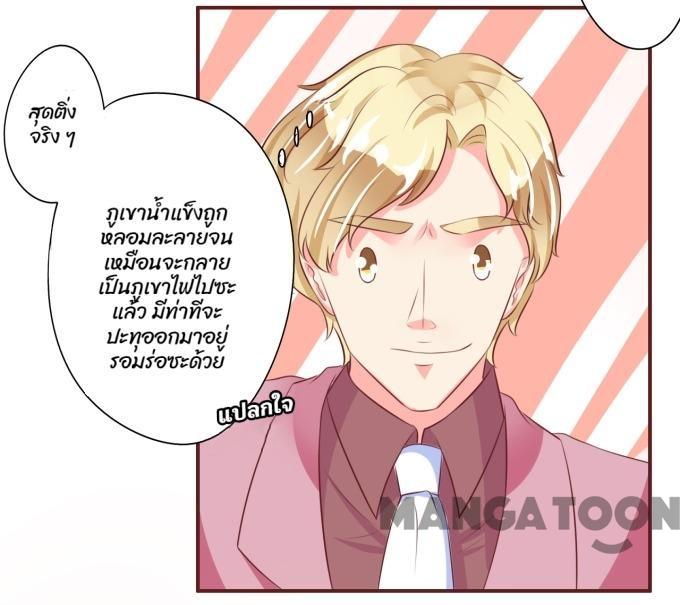 สุดติ่ง
จริง ๆ
ภูเขาน้ำแข็งถูก
หลอมละลายจน
เหมือนจะกลาย
เป็นภูเขาไฟไปซะ
แล้ว มีท่าทีจะ
ปะทุออกมาอยู่
รอมร่อซะด้วย
แปลกใจ
MANGATOON